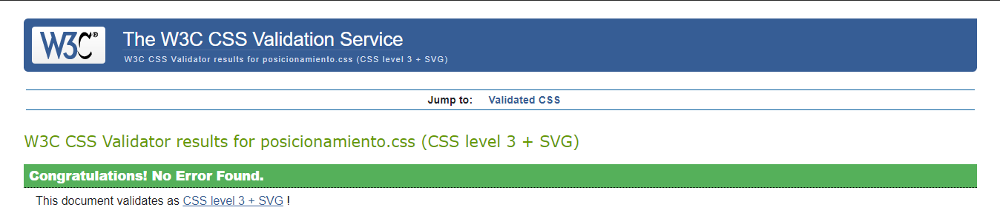 W3C®
The W3C CSS Validation Service
W3C CSS Validator results for posicionamiento.css (CSS level 3 + SVG)
Jump to: Validated CSS
W3C CSS Validator results for posicionamiento.css (CSS level 3 + SVG)
Congratulations! No Error Found.
This document validates as CSS level 3 + SVG !